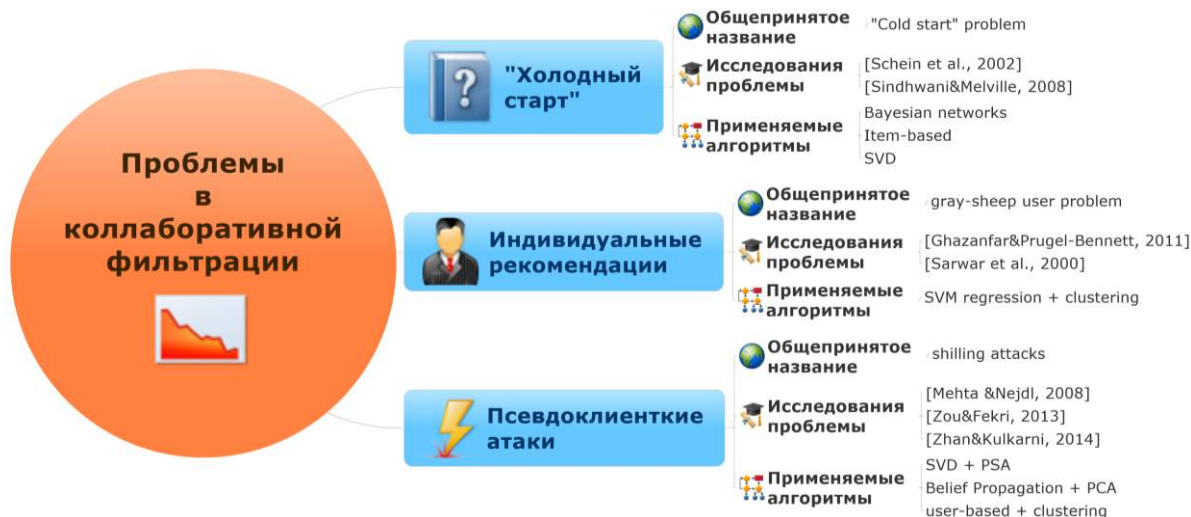 Проблемы
в
коллаборативной
фильтрации
"Холодный
старт"
Общепринятое
название
"Cold start" problem
Исследования
проблемы
[Schein et al., 2002]
[Sindhwani&Melville, 2008]
Применяемые
алгоритмы
Bayesian networks
Item-based
SVD
Индивидуальные
рекомендации
Общепринятое
название
gray-sheep user problem
Исследования
проблемы
[Ghazanfar&Prugel-Bennett, 2011]
[Sarwar et al., 2000]
Применяемые
алгоритмы
SVM regression + clustering
Псевдоклиенткие
атаки
Общепринятое
название
shilling attacks
Исследования
проблемы
[Mehta &Nejdl, 2008]
[Zou&Fekri, 2013]
[Zhan&Kulkarni, 2014]
Применяемые
алгоритмы
SVD + PSA
Belief Propagation + PCA
user-based + clustering